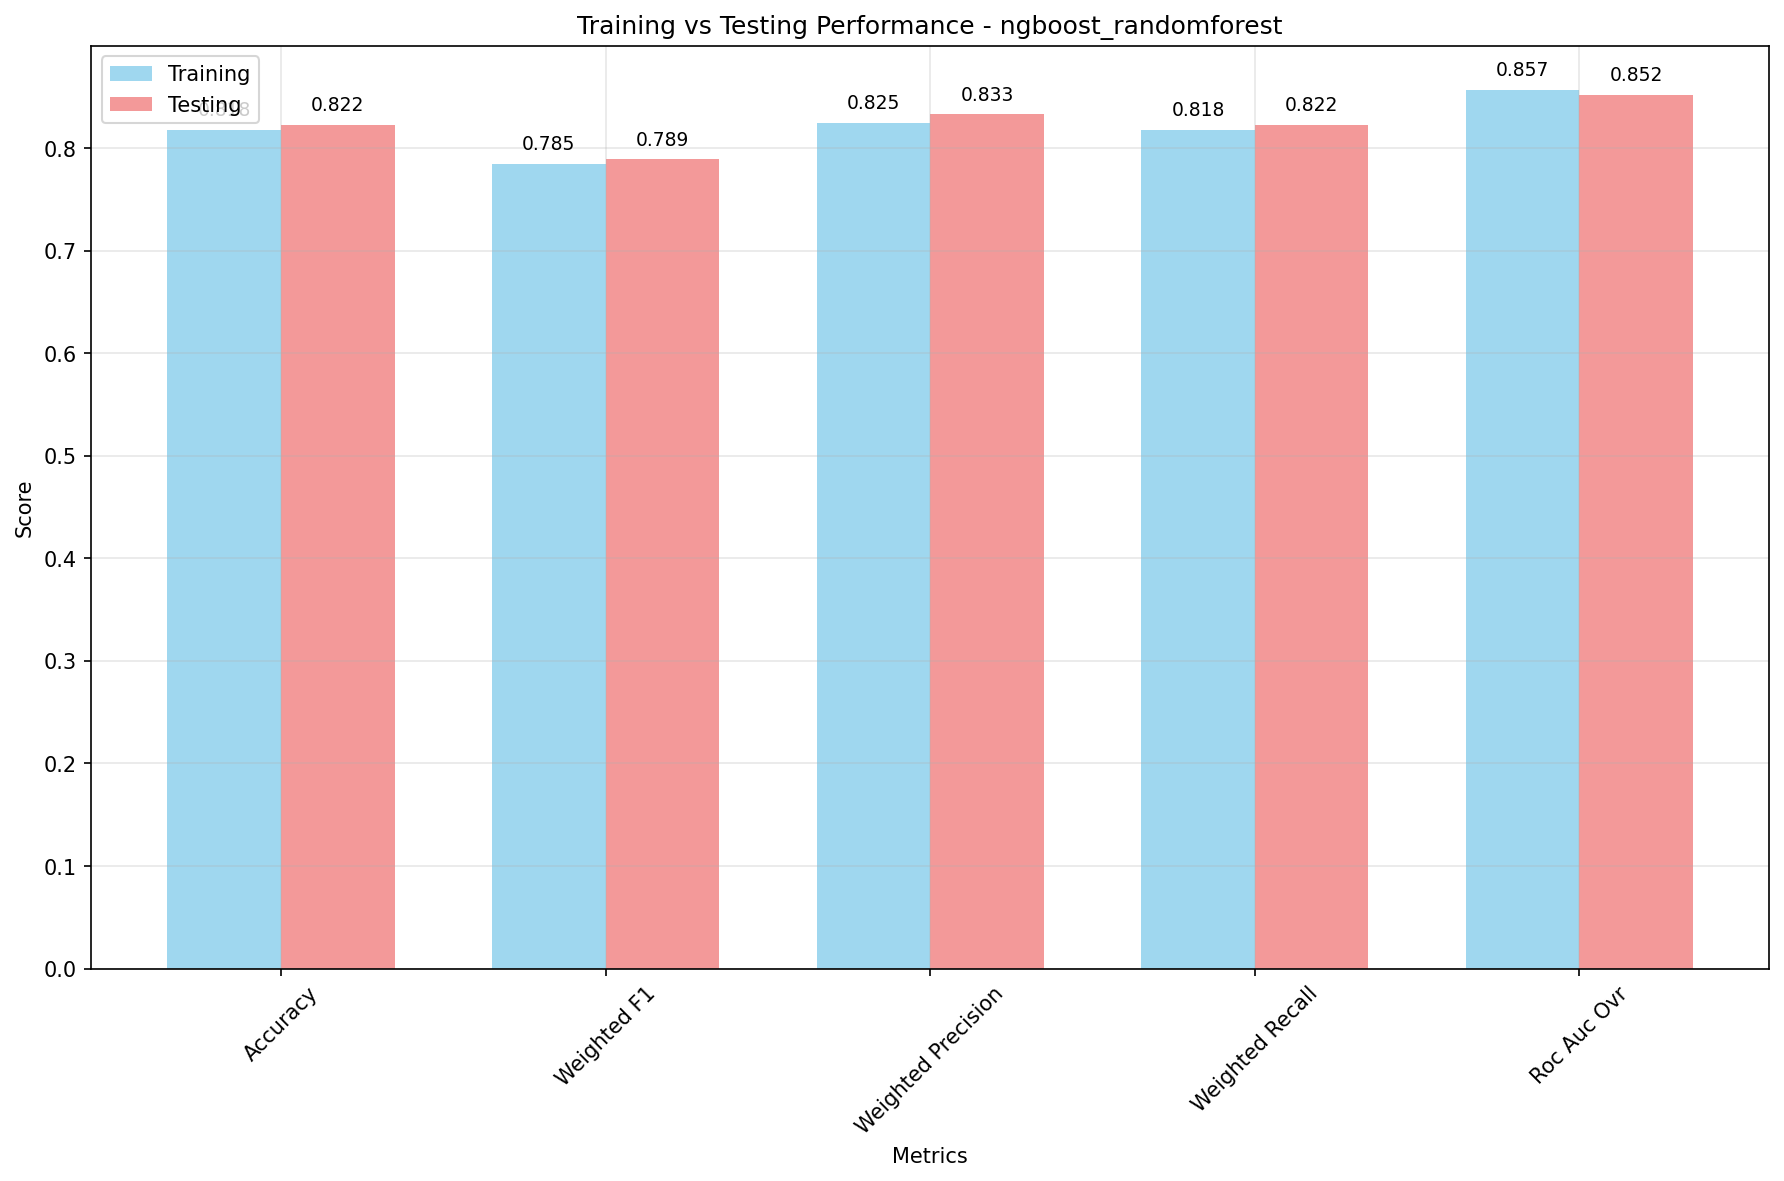 Training vs Testing Performance - ngboost_randomforest
Training
Testing
0.818
0.822
0.785
0.789
0.825
0.833
0.818
0.822
0.857
0.852
0.8
0.7
0.6
0.5
0.4
0.3
0.2
0.1
0.0
Score
Accuracy
Weighted F1
Weighted Precision
Weighted Recall
Roc Auc Ovr
Metrics